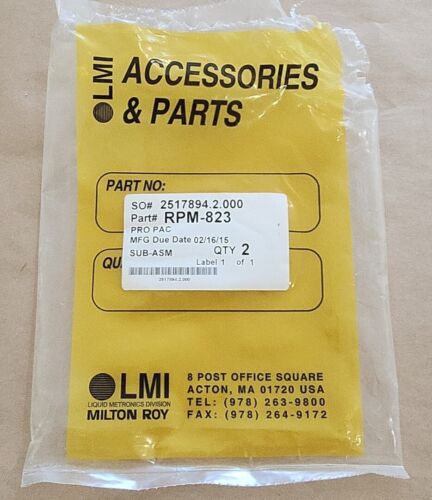 LMI
ACCESSORIES
& PARTS
PART NO:
SO# 2517894.2.000
Part# RPM-823
PRO PAC
MFG Due Date 02/16/15
SUB-ASM QTY 2
Label 1 of 1
2517894.2.000
QU
LMI
LIQUID METRONICS DIVISION
MILTON ROY
8 POST OFFICE SQUARE
ACTON, MA 01720 USA
TEL: (978) 263-9800
FAX: (978) 264-9172